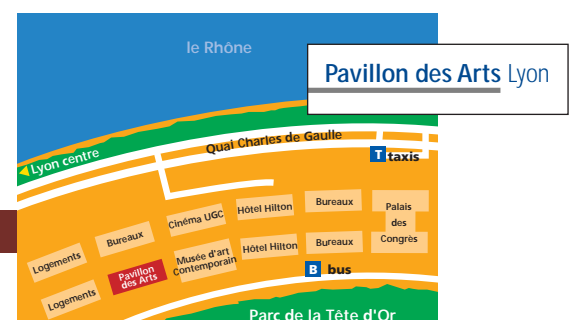 le Rhône
Pavillon des Arts Lyon
Lyon centre
Quai Charles de Gaulle
T taxis
Logements
Bureaux
Cinéma UGC
Hôtel Hilton
Bureaux
Palais
des
Congrès
Logements
Pavillon
des Arts
Musée d'art
Contemporain
Hôtel Hilton
Bureaux
B bus
Parc de la Tête d'Or